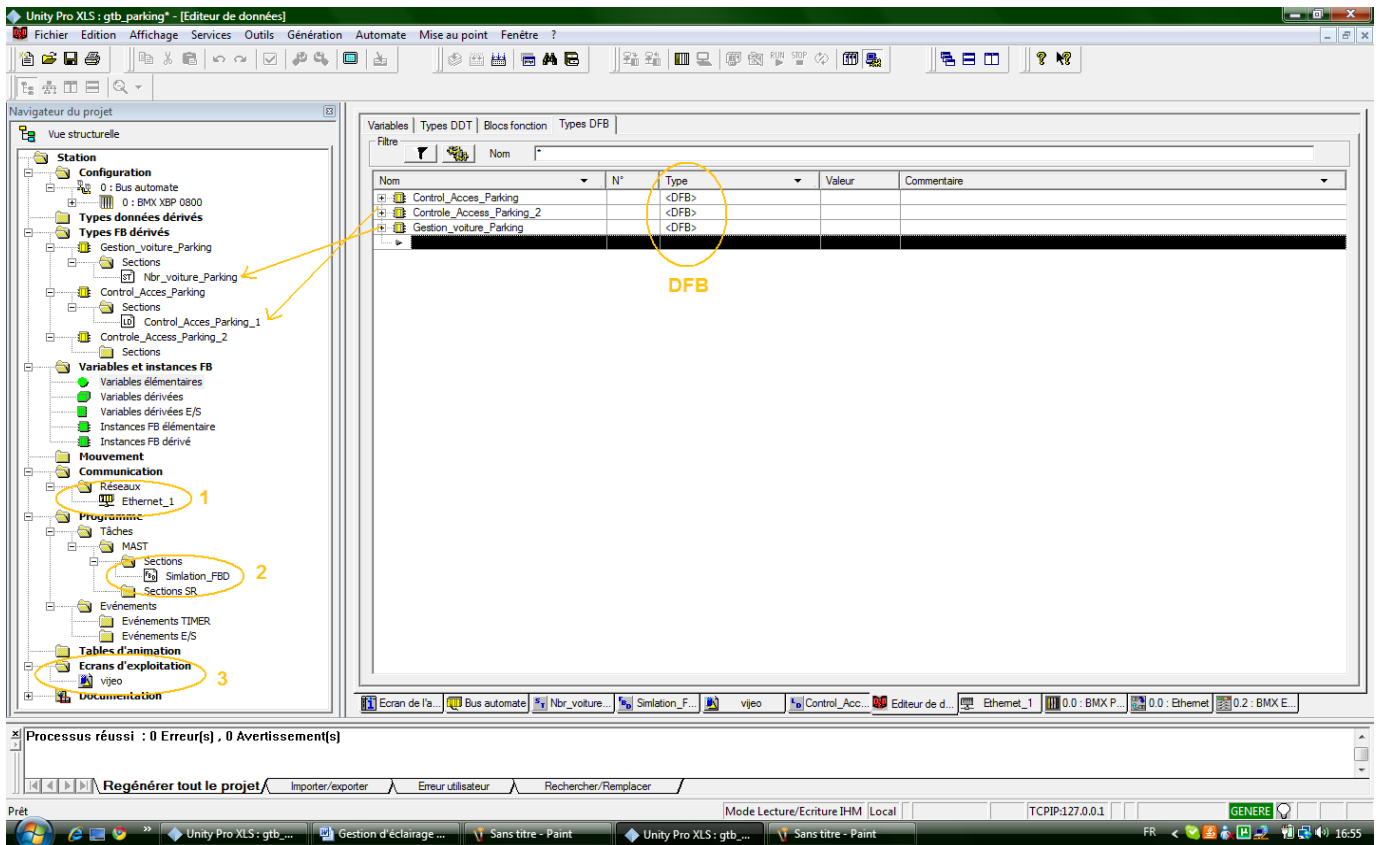 Unity Pro XLS : gtb_parking* - [Editeur de données]
Fichier Edition Affichage Services Outils Génération Automate Mise au point Fenêtre ?
RUN STOP
Navigateur du projet
Vue structurelle
Station
Configuration
0 : Bus automate
0 : BMX XBP 0800
Types données dérivés
Types FB dérivés
Gestion_voiture_Parking
Sections
ST Nbr_voiture_Parking
Control_Acces_Parking
Sections
LD Control_Acces_Parking_1
Controle_Access_Parking_2
Sections
Variables et instances FB
Variables élémentaires
Variables dérivées
Variables dérivées E/S
Instances FB élémentaire
Instances FB dérivé
Mouvement
Communication
Réseaux
Ethernet_1 1
Programme
Tâches
MAST
Sections
Simlation_FBD 2
Sections SR
Evénements
Evénements TIMER
Evénements E/S
Tables d'animation
Ecrans d'exploitation
vijeo 3
Documentation
Variables Types DDT Blocs fonction Types DFB
Filtre
Nom *
Nom N° Type Valeur Commentaire
Control_Acces_Parking <DFB>
Controle_Access_Parking_2 <DFB>
Gestion_voiture_Parking <DFB>
DFB
Ecran de l'a... Bus automate Nbr_voiture... Simlation_F... vijeo Control_Acc... Editeur de d... Ethernet_1 0.0 : BMX P... 0.0 : Ethernet 0.2 : BMX E...
Processus réussi : 0 Erreur(s) , 0 Avertissement(s)
Regénérer tout le projet Importer/exporter Erreur utilisateur Rechercher/Remplacer
Prêt Mode Lecture/Ecriture IHM Local TCPIP:127.0.0.1 GENERE
Unity Pro XLS : gtb_... Gestion d'éclairage ... Sans titre - Paint Unity Pro XLS : gtb_... Sans titre - Paint FR 16:55